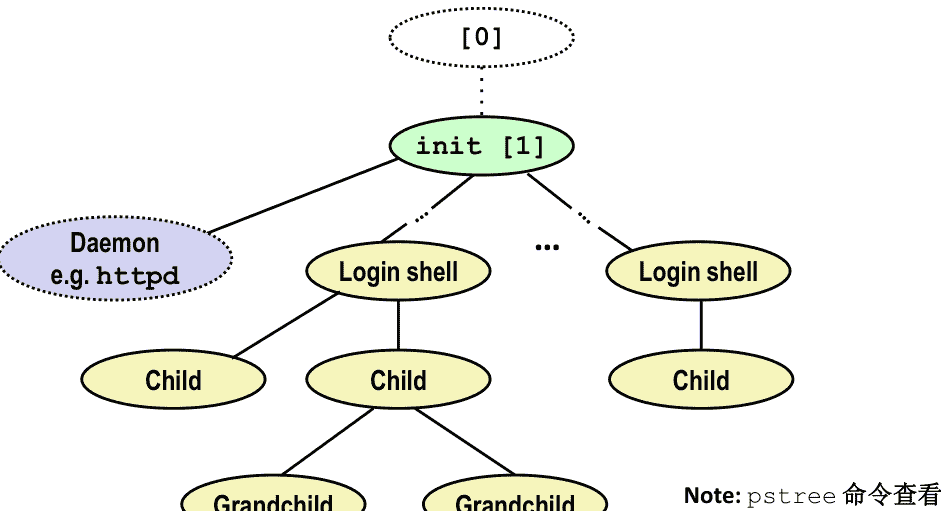 [0]
init [1]
Daemon
e.g. httpd
...
Login shell
Login shell
Child
Child
Child
Grandchild
Grandchild
Note: pstree 命令查看